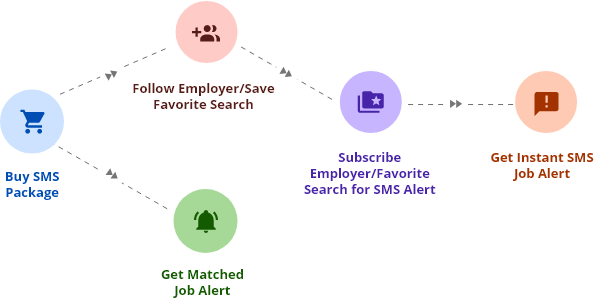 Follow Employer/Save
Favorite Search
Buy SMS
Package
Subscribe
Employer/Favorite
Search for SMS Alert
Get Instant SMS
Job Alert
Get Matched
Job Alert